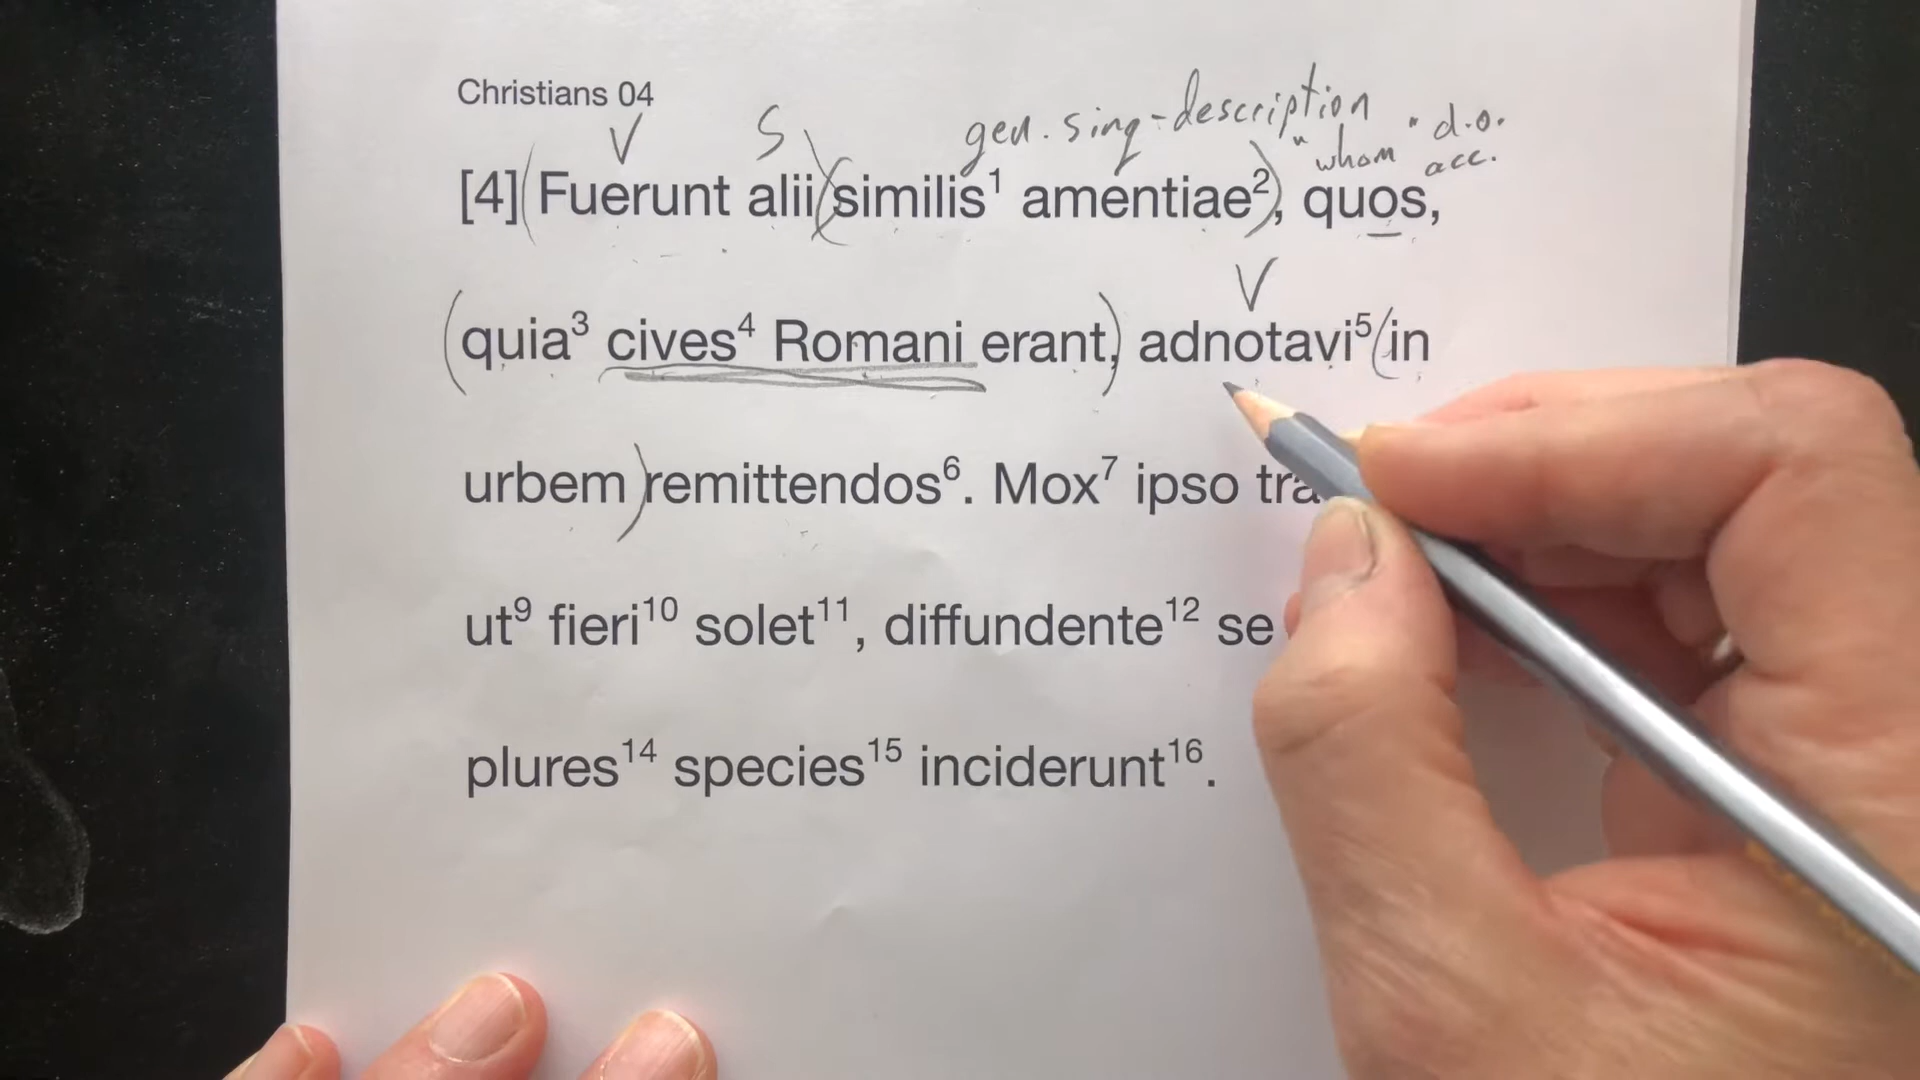 Christians 04
V S gen. sing-description "whom" d.o. acc.
[4] (Fuerunt alii (similis¹ amentiae²), quos,
V
(quia³ cives⁴ Romani erant,) adnotavi⁵ (in
urbem) remittendos⁶. Mox⁷ ipso
ut⁹ fieri¹⁰ solet¹¹, diffundente¹² se
plures¹⁴ species¹⁵ inciderunt¹⁶.